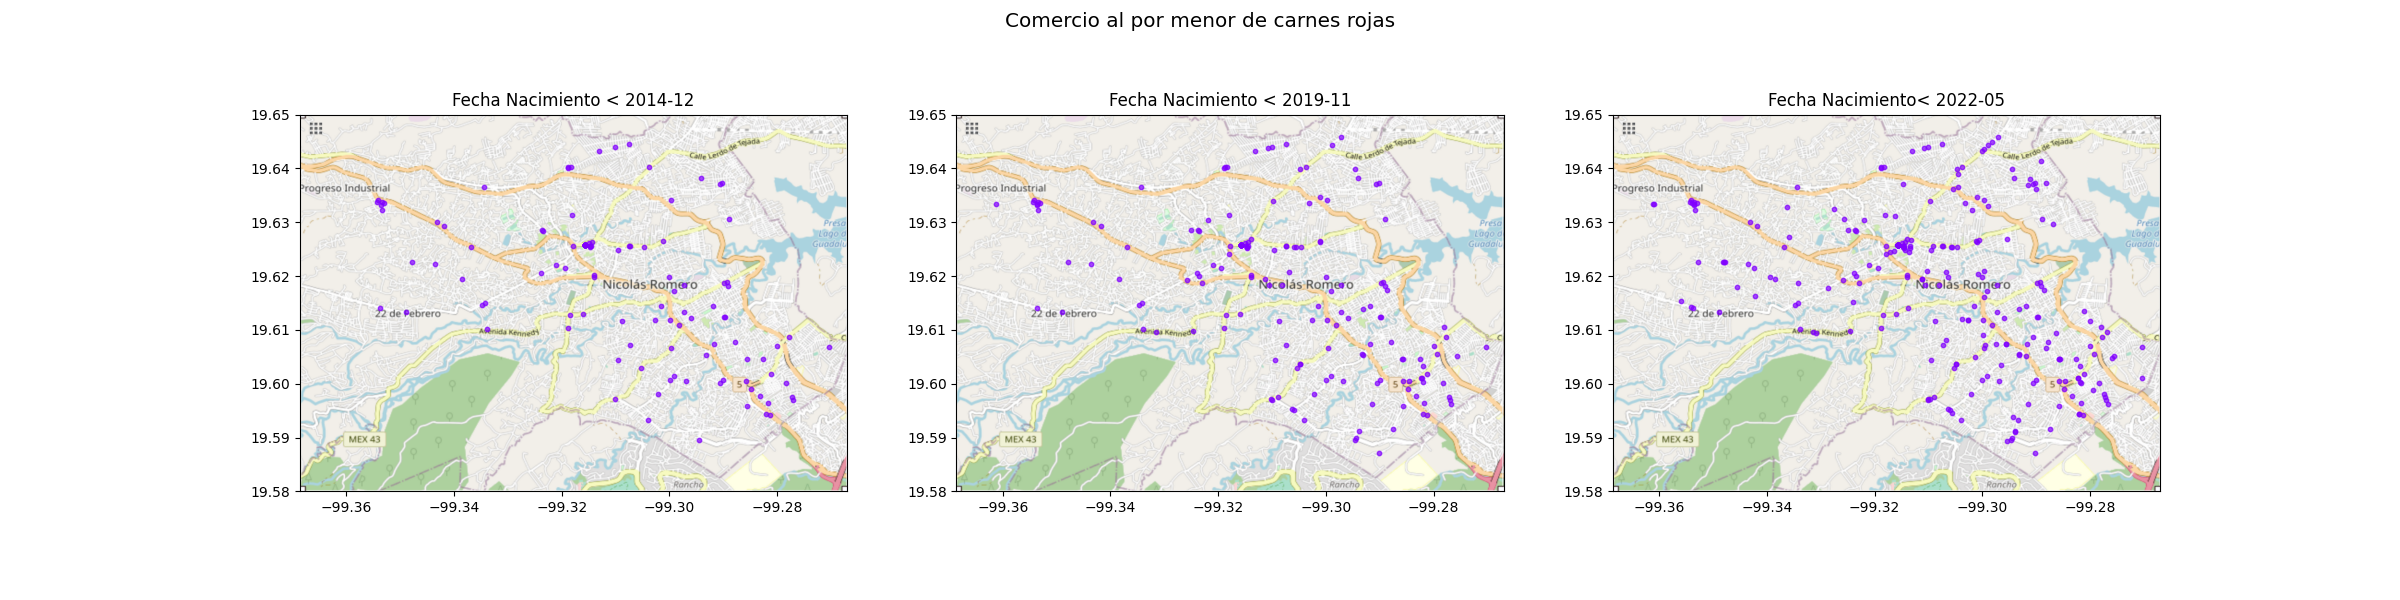 Comercio al por menor de carnes rojas
Fecha Nacimiento < 2014-12
19.65
19.64
19.63
19.62
19.61
19.60
19.59
19.58
−99.36
−99.34
−99.32
−99.30
−99.28
Calle Lerdo de Tejada
Progreso Industrial
Presa
Lago d
Guadalu
Nicolás Romero
22 de Febrero
Avenida Kennedy
5
MEX 43
Rancho
Fecha Nacimiento < 2019-11
19.65
19.64
19.63
19.62
19.61
19.60
19.59
19.58
−99.36
−99.34
−99.32
−99.30
−99.28
Calle Lerdo de Tejada
Progreso Industrial
Presa
Lago d
Guadalu
Nicolás Romero
22 de Febrero
Avenida Kennedy
5
MEX 43
Rancho
Fecha Nacimiento< 2022-05
19.65
19.64
19.63
19.62
19.61
19.60
19.59
19.58
−99.36
−99.34
−99.32
−99.30
−99.28
Calle Lerdo de Tejada
Progreso Industrial
Presa
Lago d
Guadalu
Nicolás Romero
22 de Febrero
Avenida Kennedy
5
MEX 43
Rancho